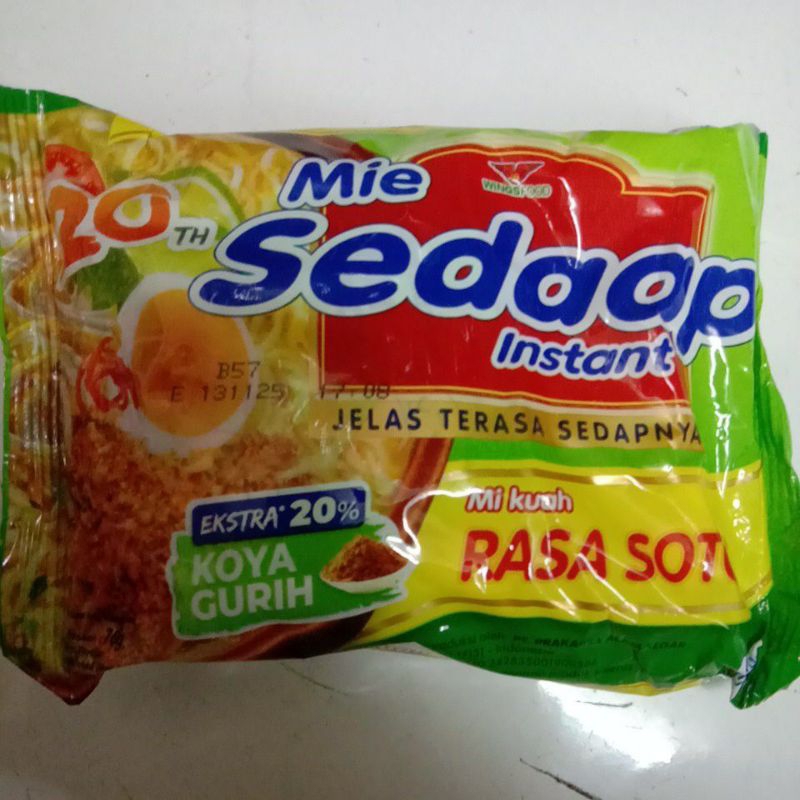 WINGSFOOD
Mie
Sedaap
Instant
20TH
B57
E 131125 17.08
JELAS TERASA SEDAPNYA
Mi kuah
RASA SOTO
EKSTRA* 20%
KOYA
GURIH